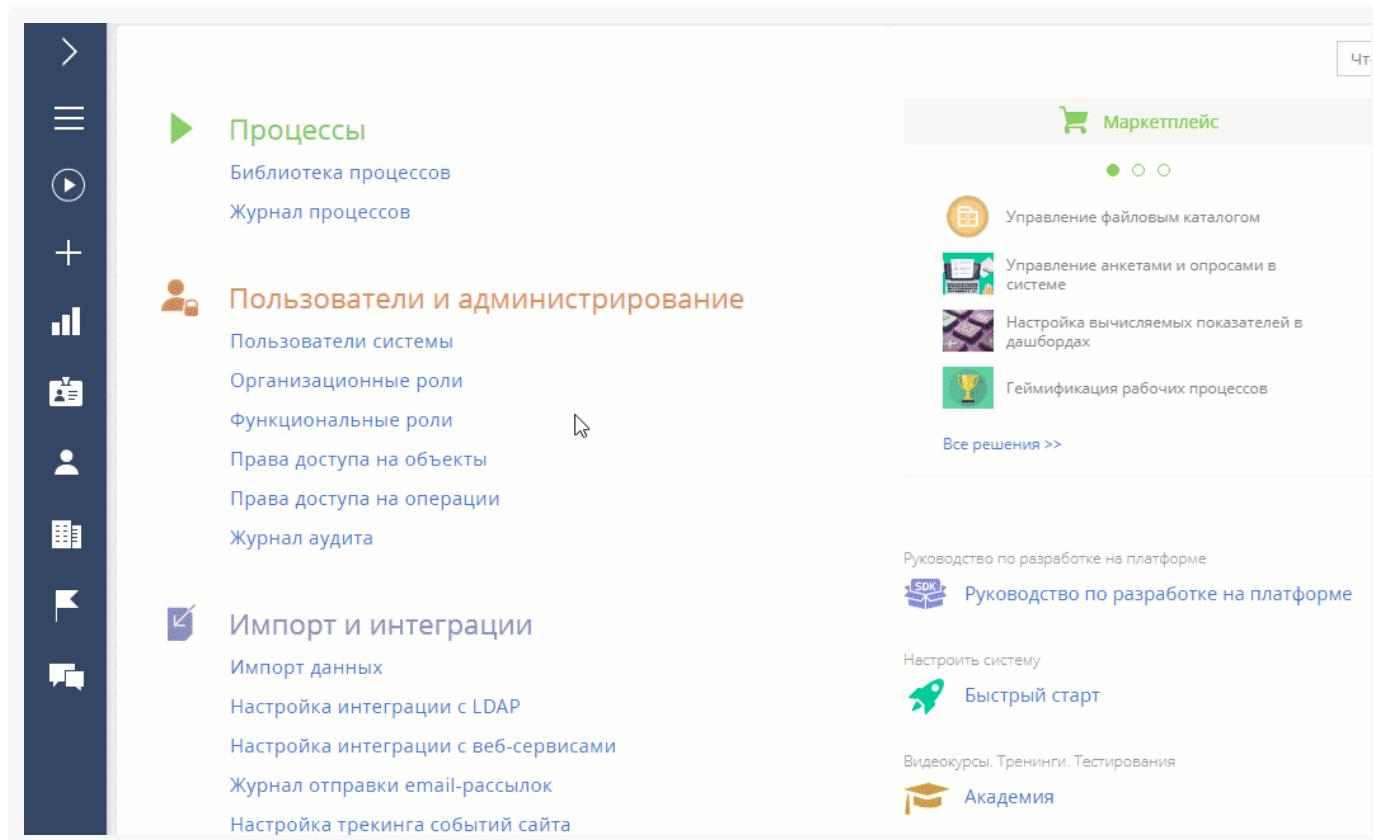 Чт
Процессы
Библиотека процессов
Журнал процессов
Пользователи и администрирование
Пользователи системы
Организационные роли
Функциональные роли
Права доступа на объекты
Права доступа на операции
Журнал аудита
Импорт и интеграции
Импорт данных
Настройка интеграции с LDAP
Настройка интеграции с веб-сервисами
Журнал отправки email-рассылок
Настройка трекинга событий сайта
Маркетплейс
Управление файловым каталогом
Управление анкетами и опросами в
системе
Настройка вычисляемых показателей в
дашбордах
Геймификация рабочих процессов
Все решения >>
Руководство по разработке на платформе
SDK
Руководство по разработке на платформе
Настроить систему
Быстрый старт
Видеокурсы. Тренинги. Тестирования
Академия